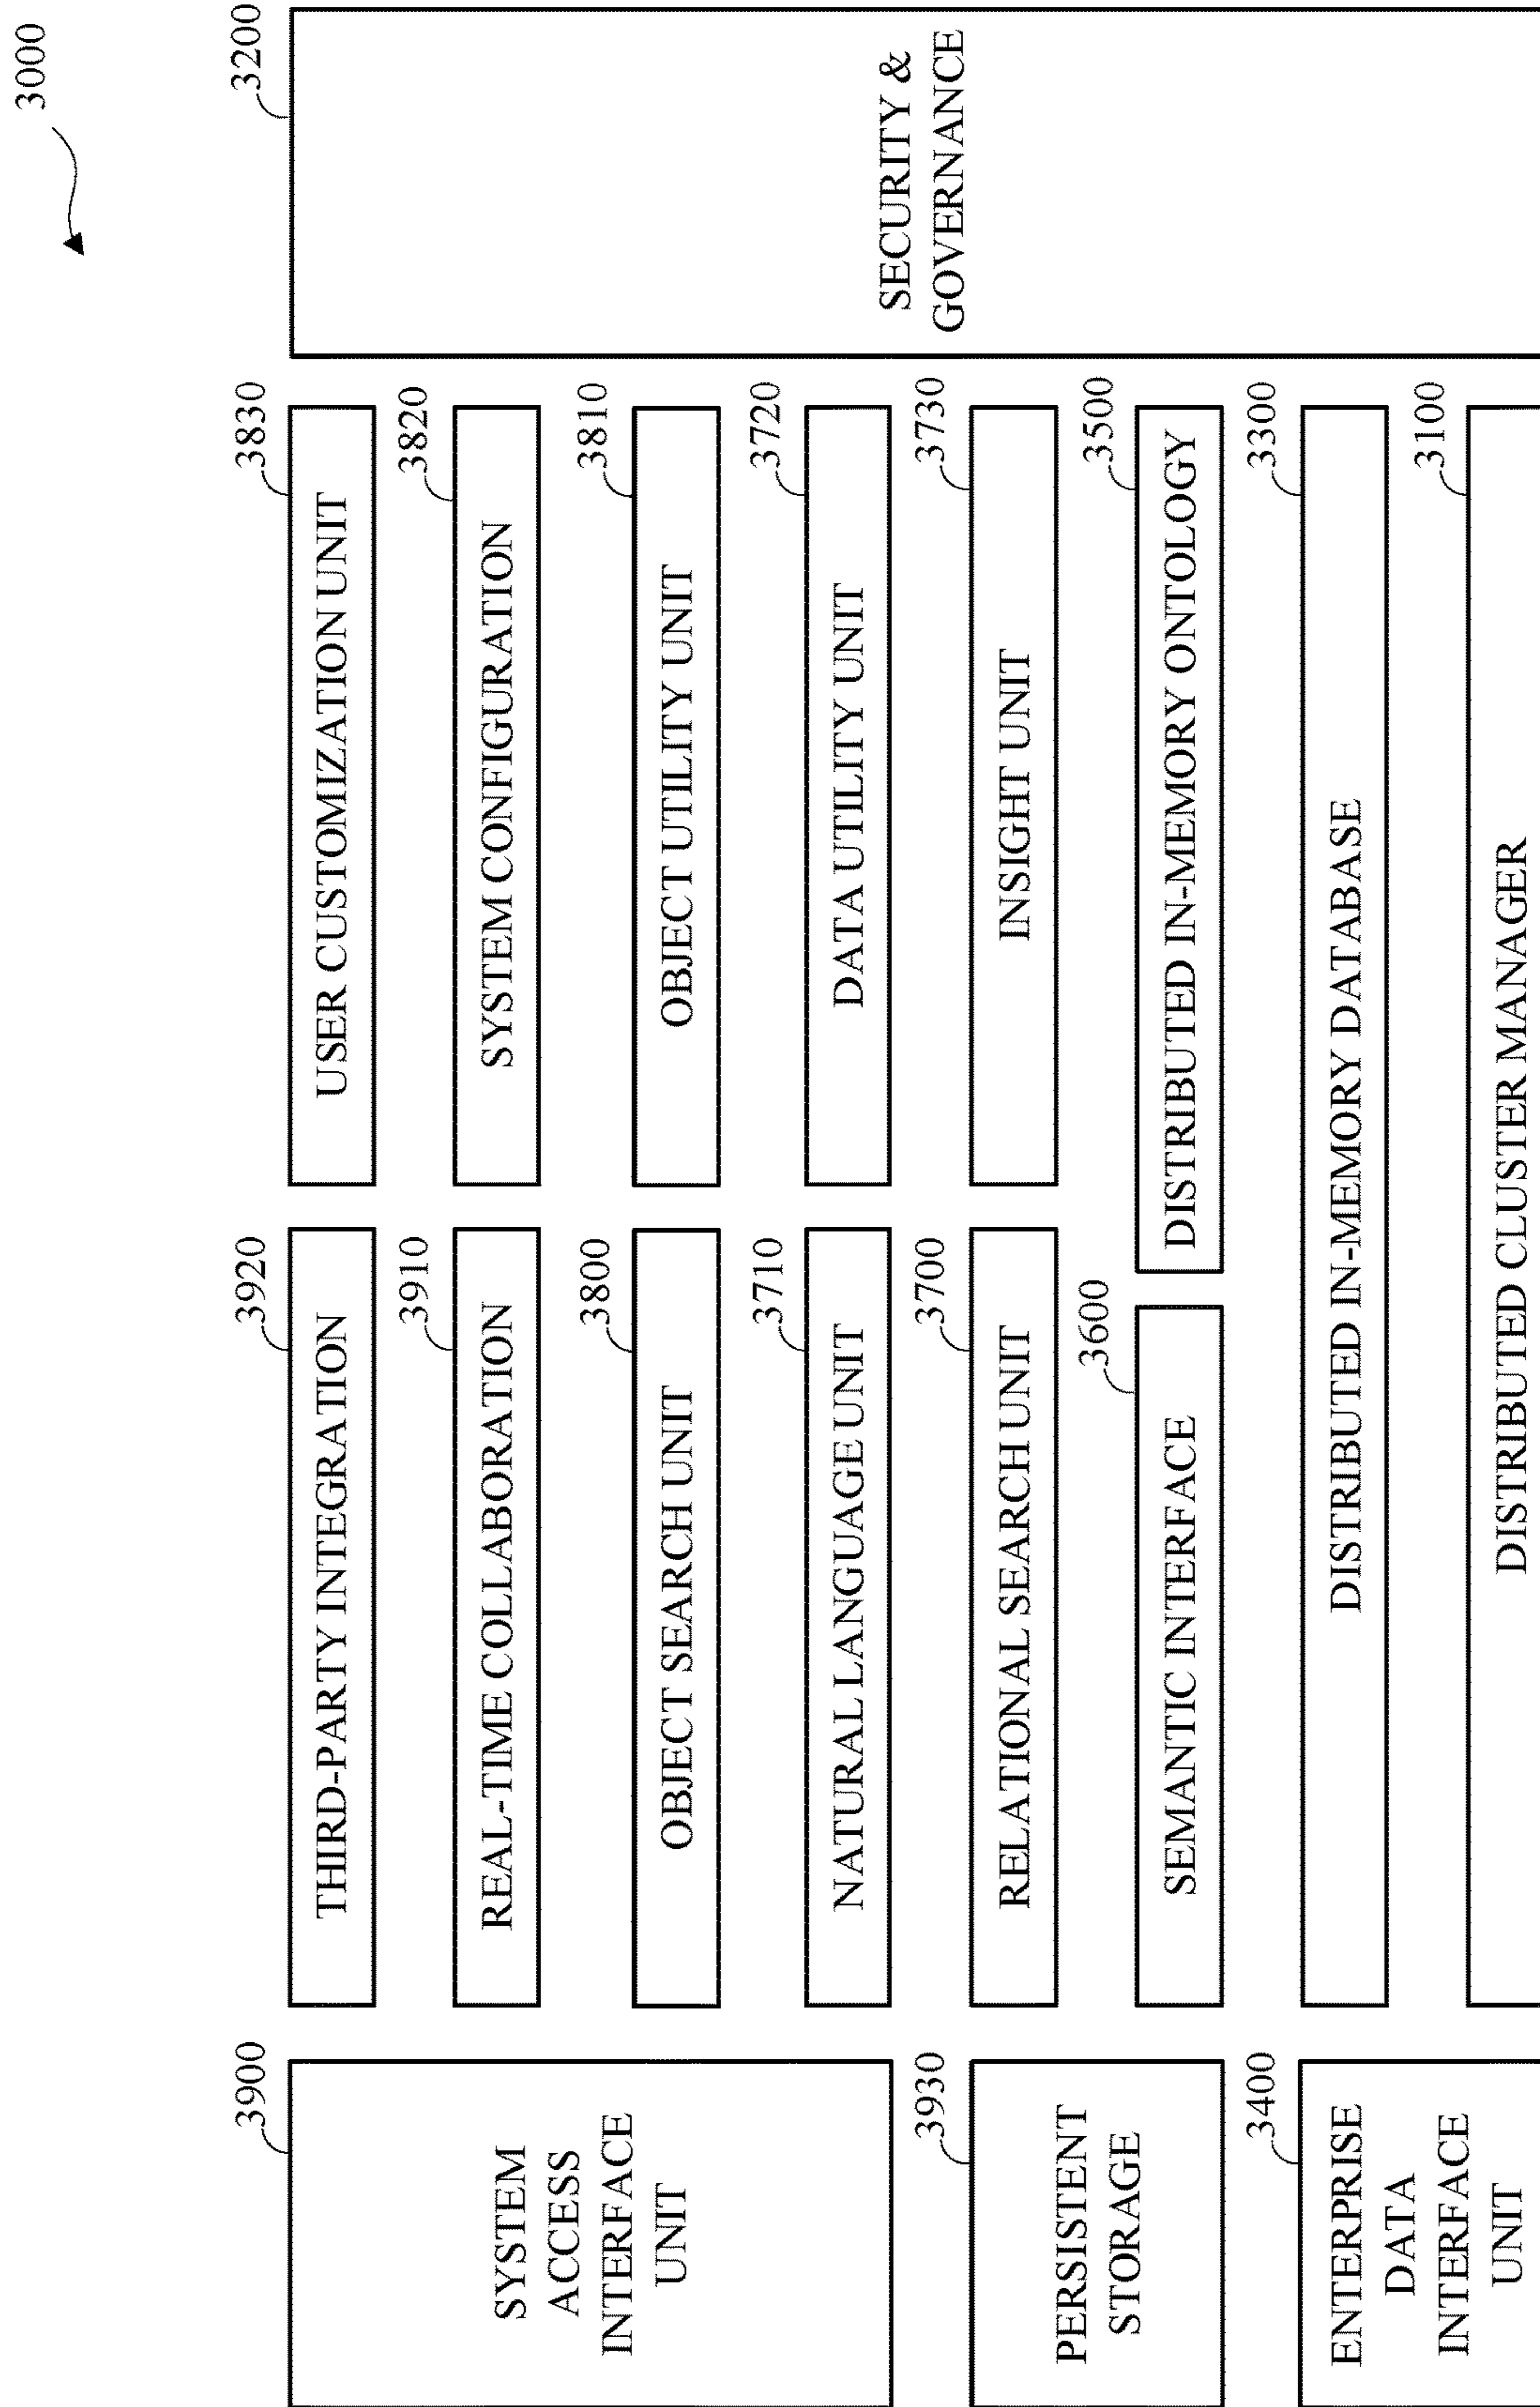 3000
3900
SYSTEM
ACCESS
INTERFACE
UNIT
3930
PERSISTENT
STORAGE
3400
ENTERPRISE
DATA
INTERFACE
UNIT
3920
THIRD-PARTY INTEGRATION
3910
REAL-TIME COLLABORATION
3800
OBJECT SEARCH UNIT
3710
NATURAL LANGUAGE UNIT
3700
RELATIONAL SEARCH UNIT
3600
SEMANTIC INTERFACE
3830
USER CUSTOMIZATION UNIT
3820
SYSTEM CONFIGURATION
3810
OBJECT UTILITY UNIT
3720
DATA UTILITY UNIT
3730
INSIGHT UNIT
3500
DISTRIBUTED IN-MEMORY ONTOLOGY
3300
DISTRIBUTED IN-MEMORY DATABASE
3100
DISTRIBUTED CLUSTER MANAGER
3200
SECURITY &
GOVERNANCE